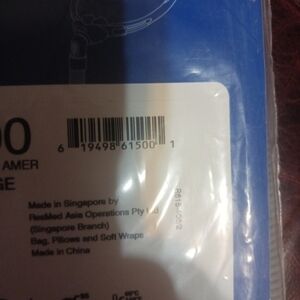 00
AMER
GE
6 19498 61500 1
Made in Singapore by
ResMed Asia Operations Pty Ltd
(Singapore Branch)
Bag, Pillows and Soft Wraps
Made in China